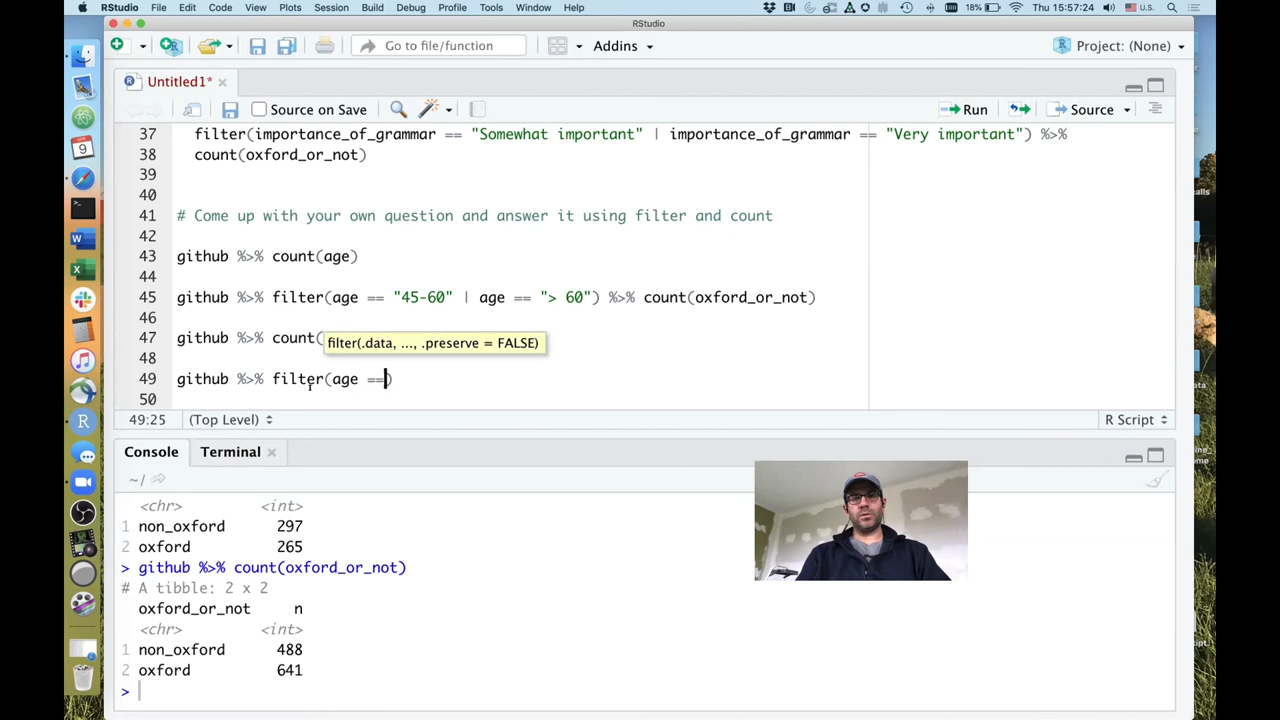 RStudio File Edit Code View Plots Session Build Debug Profile Tools Window Help 18% Thu 15:57:24 U.S.
RStudio
Go to file/function Addins Project: (None)
Untitled1*
Source on Save Run Source
37 filter(importance_of_grammar == "Somewhat important" | importance_of_grammar == "Very important") %>%
38 count(oxford_or_not)
39
40
41 # Come up with your own question and answer it using filter and count
42
43 github %>% count(age)
44
45 github %>% filter(age == "45-60" | age == "> 60") %>% count(oxford_or_not)
46
47 github %>% count(
filter(.data, ..., .preserve = FALSE)
48
49 github %>% filter(age ==)
50
49:25 (Top Level) R Script
Console Terminal
~/
<chr> <int>
1 non_oxford 297
2 oxford 265
> github %>% count(oxford_or_not)
# A tibble: 2 x 2
oxford_or_not n
<chr> <int>
1 non_oxford 488
2 oxford 641
>